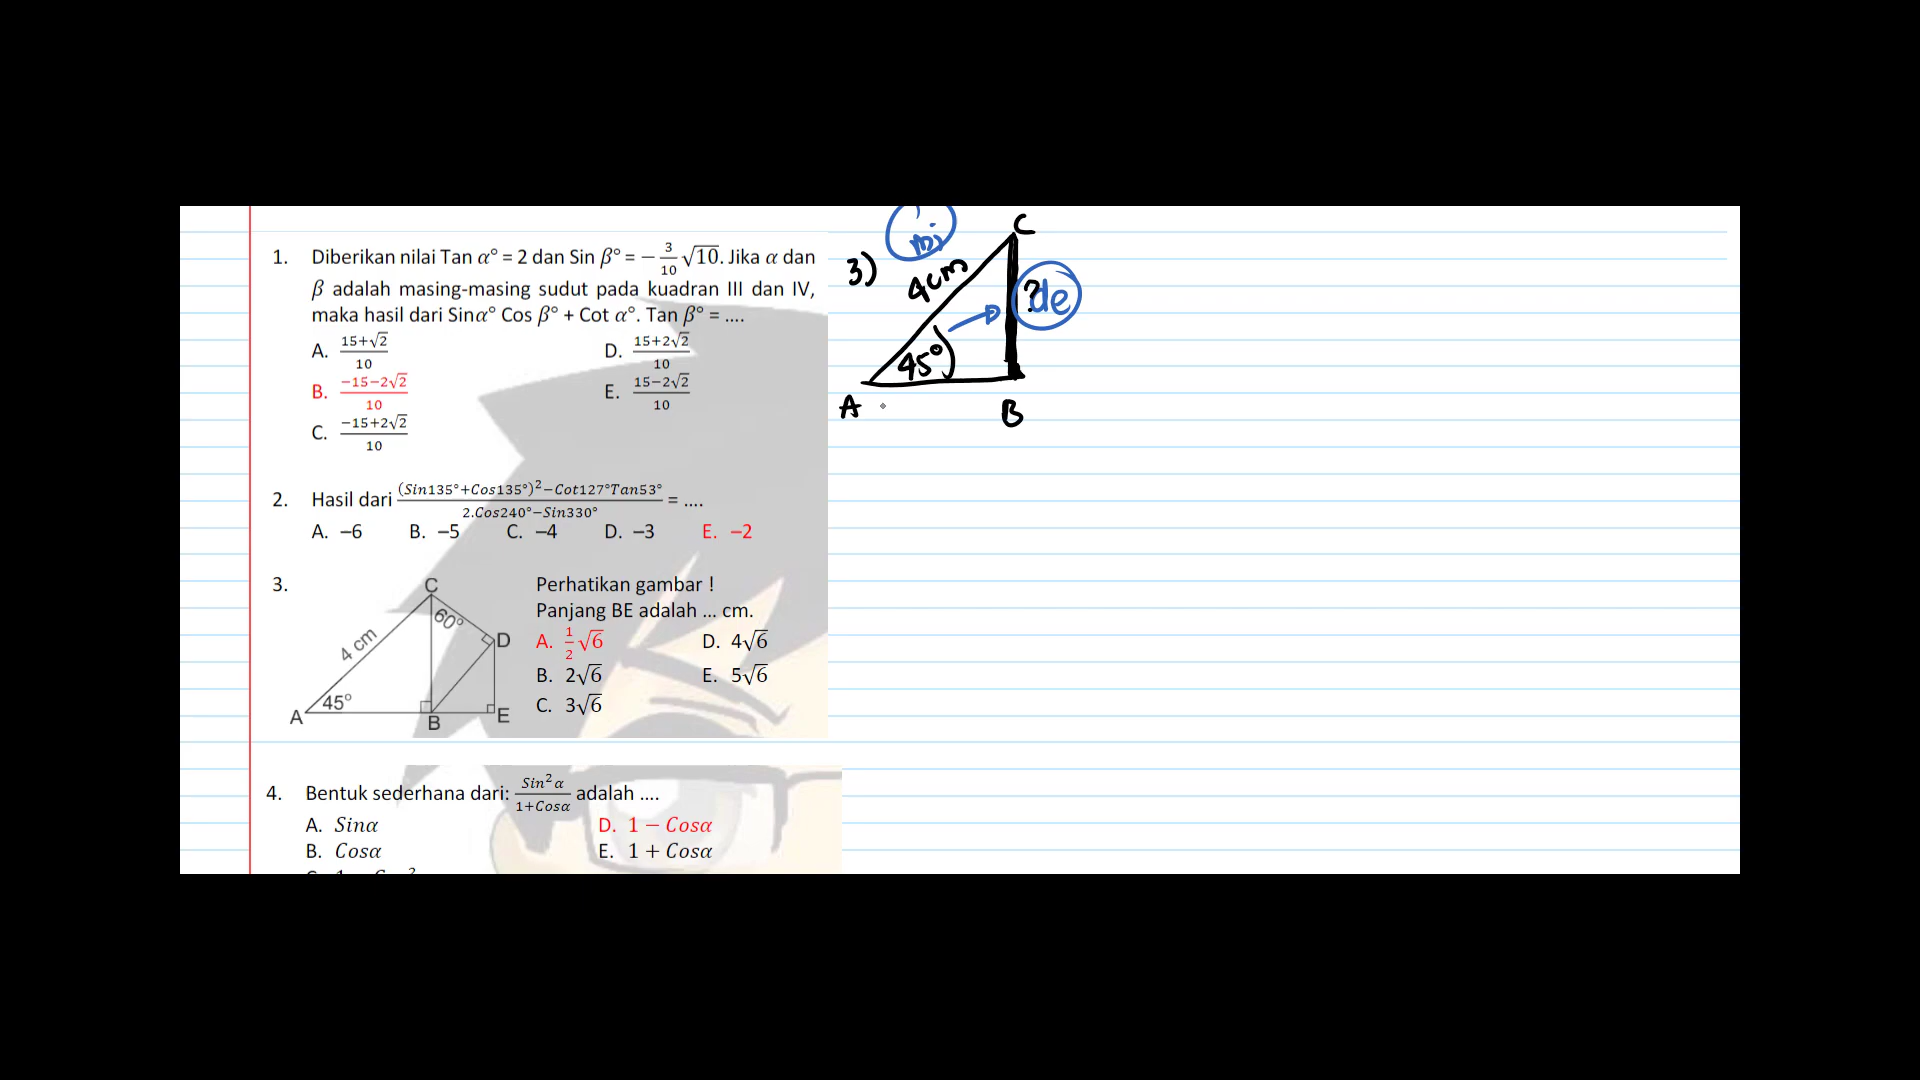 1. Diberikan nilai Tan α° = 2 dan Sin β° = − 3/10 √10. Jika α dan
β adalah masing-masing sudut pada kuadran III dan IV,
maka hasil dari Sinα° Cos β° + Cot α°. Tan β° = ....
A. (15+√2)/10 D. (15+2√2)/10
B. (−15−2√2)/10 E. (15−2√2)/10
C. (−15+2√2)/10
2. Hasil dari ((Sin135°+Cos135°)²−Cot127°Tan53°)/(2.Cos240°−Sin330°) = ....
A. –6 B. –5 C. –4 D. –3 E. –2
3.
C
60°
4 cm
D
45°
A
B
E
Perhatikan gambar !
Panjang BE adalah ... cm.
A. 1/2 √6 D. 4√6
B. 2√6 E. 5√6
C. 3√6
4. Bentuk sederhana dari: Sin²α/(1+Cosα) adalah ....
A. Sinα D. 1 − Cosα
B. Cosα E. 1 + Cosα
mi
C
3)
4cm
?
de
45°
A
B